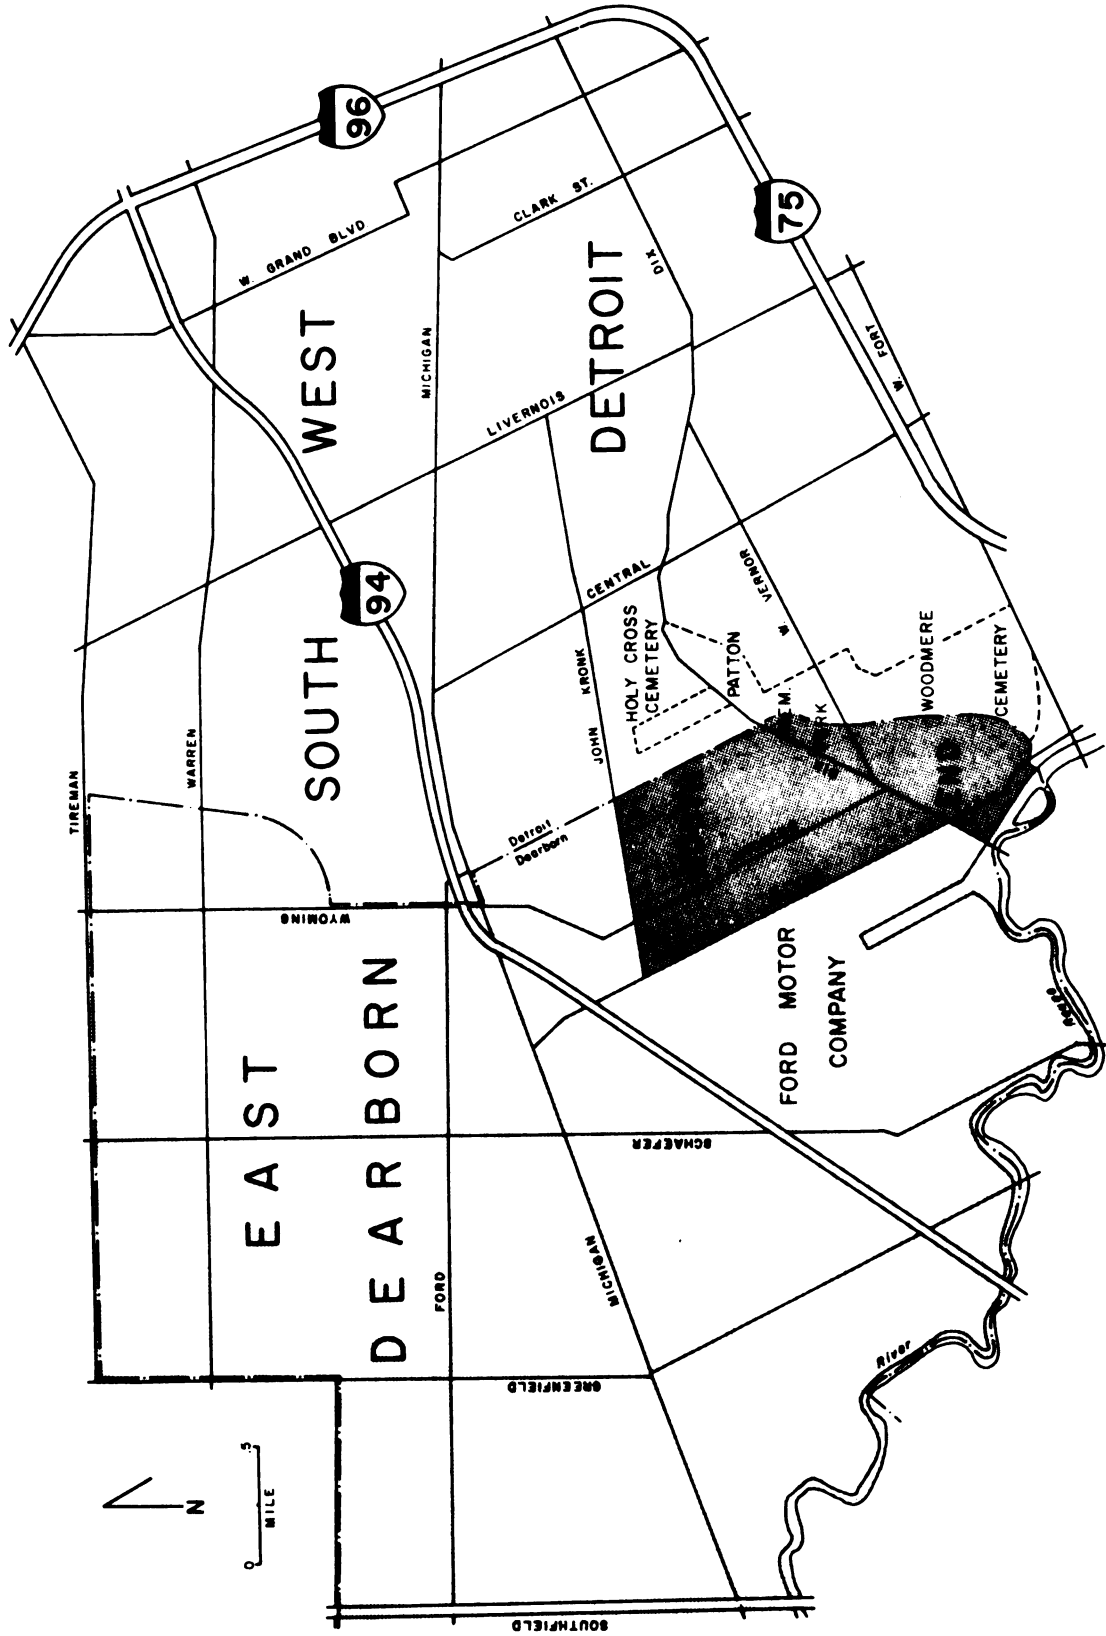 TIREMAN
WARREN
W. GRAND BLVD
96
CLARK ST.
MICHIGAN
DIX
75
W. FORT
LIVERNOIS
WEST
DETROIT
94
SOUTH
CENTRAL
JOHN KRONK
W. VERNOR
HOLY CROSS
CEMETERY
PATTON
WOODMERE
CEMETERY
END
Detroit
Dearborn
WYOMING
EAST
DEARBORN
FORD MOTOR
COMPANY
Rouge
SCHAEFER
FORD
MICHIGAN
River
GREENFIELD
SOUTHFIELD
N
0 .5
MILE